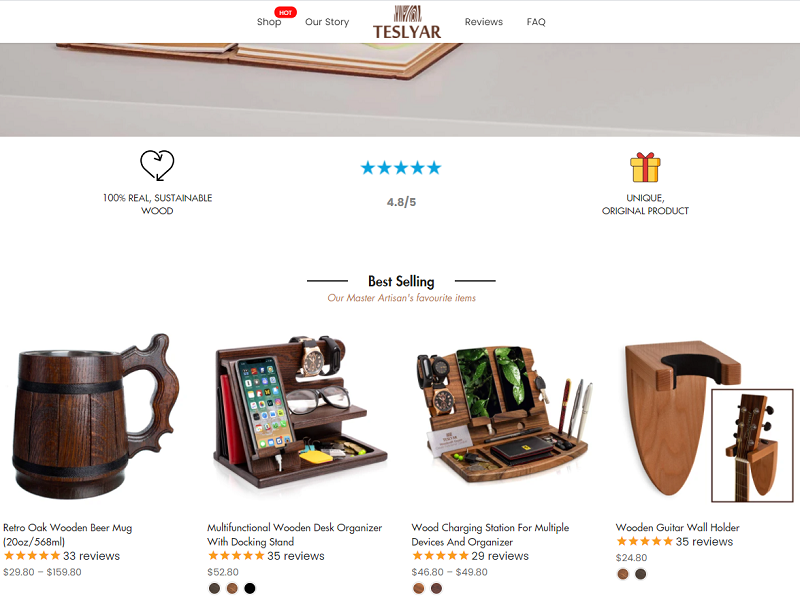 HOT
Shop
Our Story
TESLYAR
Reviews
FAQ
100% REAL, SUSTAINABLE
WOOD
4.8/5
UNIQUE,
ORIGINAL PRODUCT
Best Selling
Our Master Artisan's favourite items
Retro Oak Wooden Beer Mug
(20oz/568ml)
33 reviews
$29.80 – $159.80
Multifunctional Wooden Desk Organizer
With Docking Stand
35 reviews
$52.80
TESLYAR
Wood Charging Station For Multiple
Devices And Organizer
29 reviews
$46.80 – $49.80
Wooden Guitar Wall Holder
35 reviews
$24.80